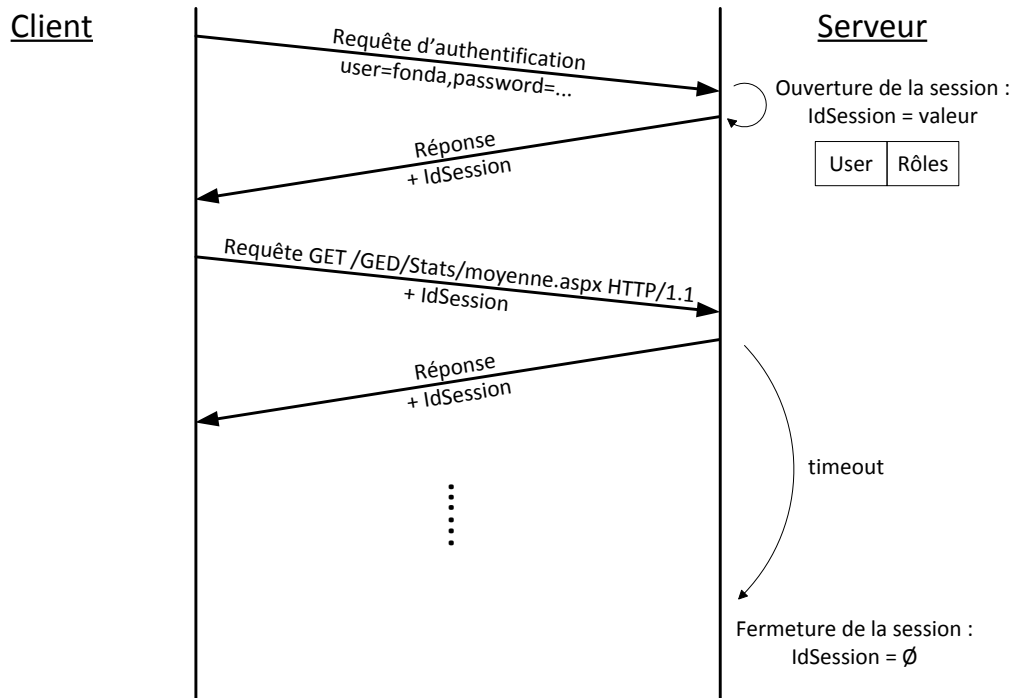 Client
Serveur
Requête d'authentification
user=fonda,password=...
Ouverture de la session :
IdSession = valeur
User
Rôles
Réponse
+ IdSession
Requête GET /GED/Stats/moyenne.aspx HTTP/1.1
+ IdSession
Réponse
+ IdSession
timeout
Fermeture de la session :
IdSession = Ø